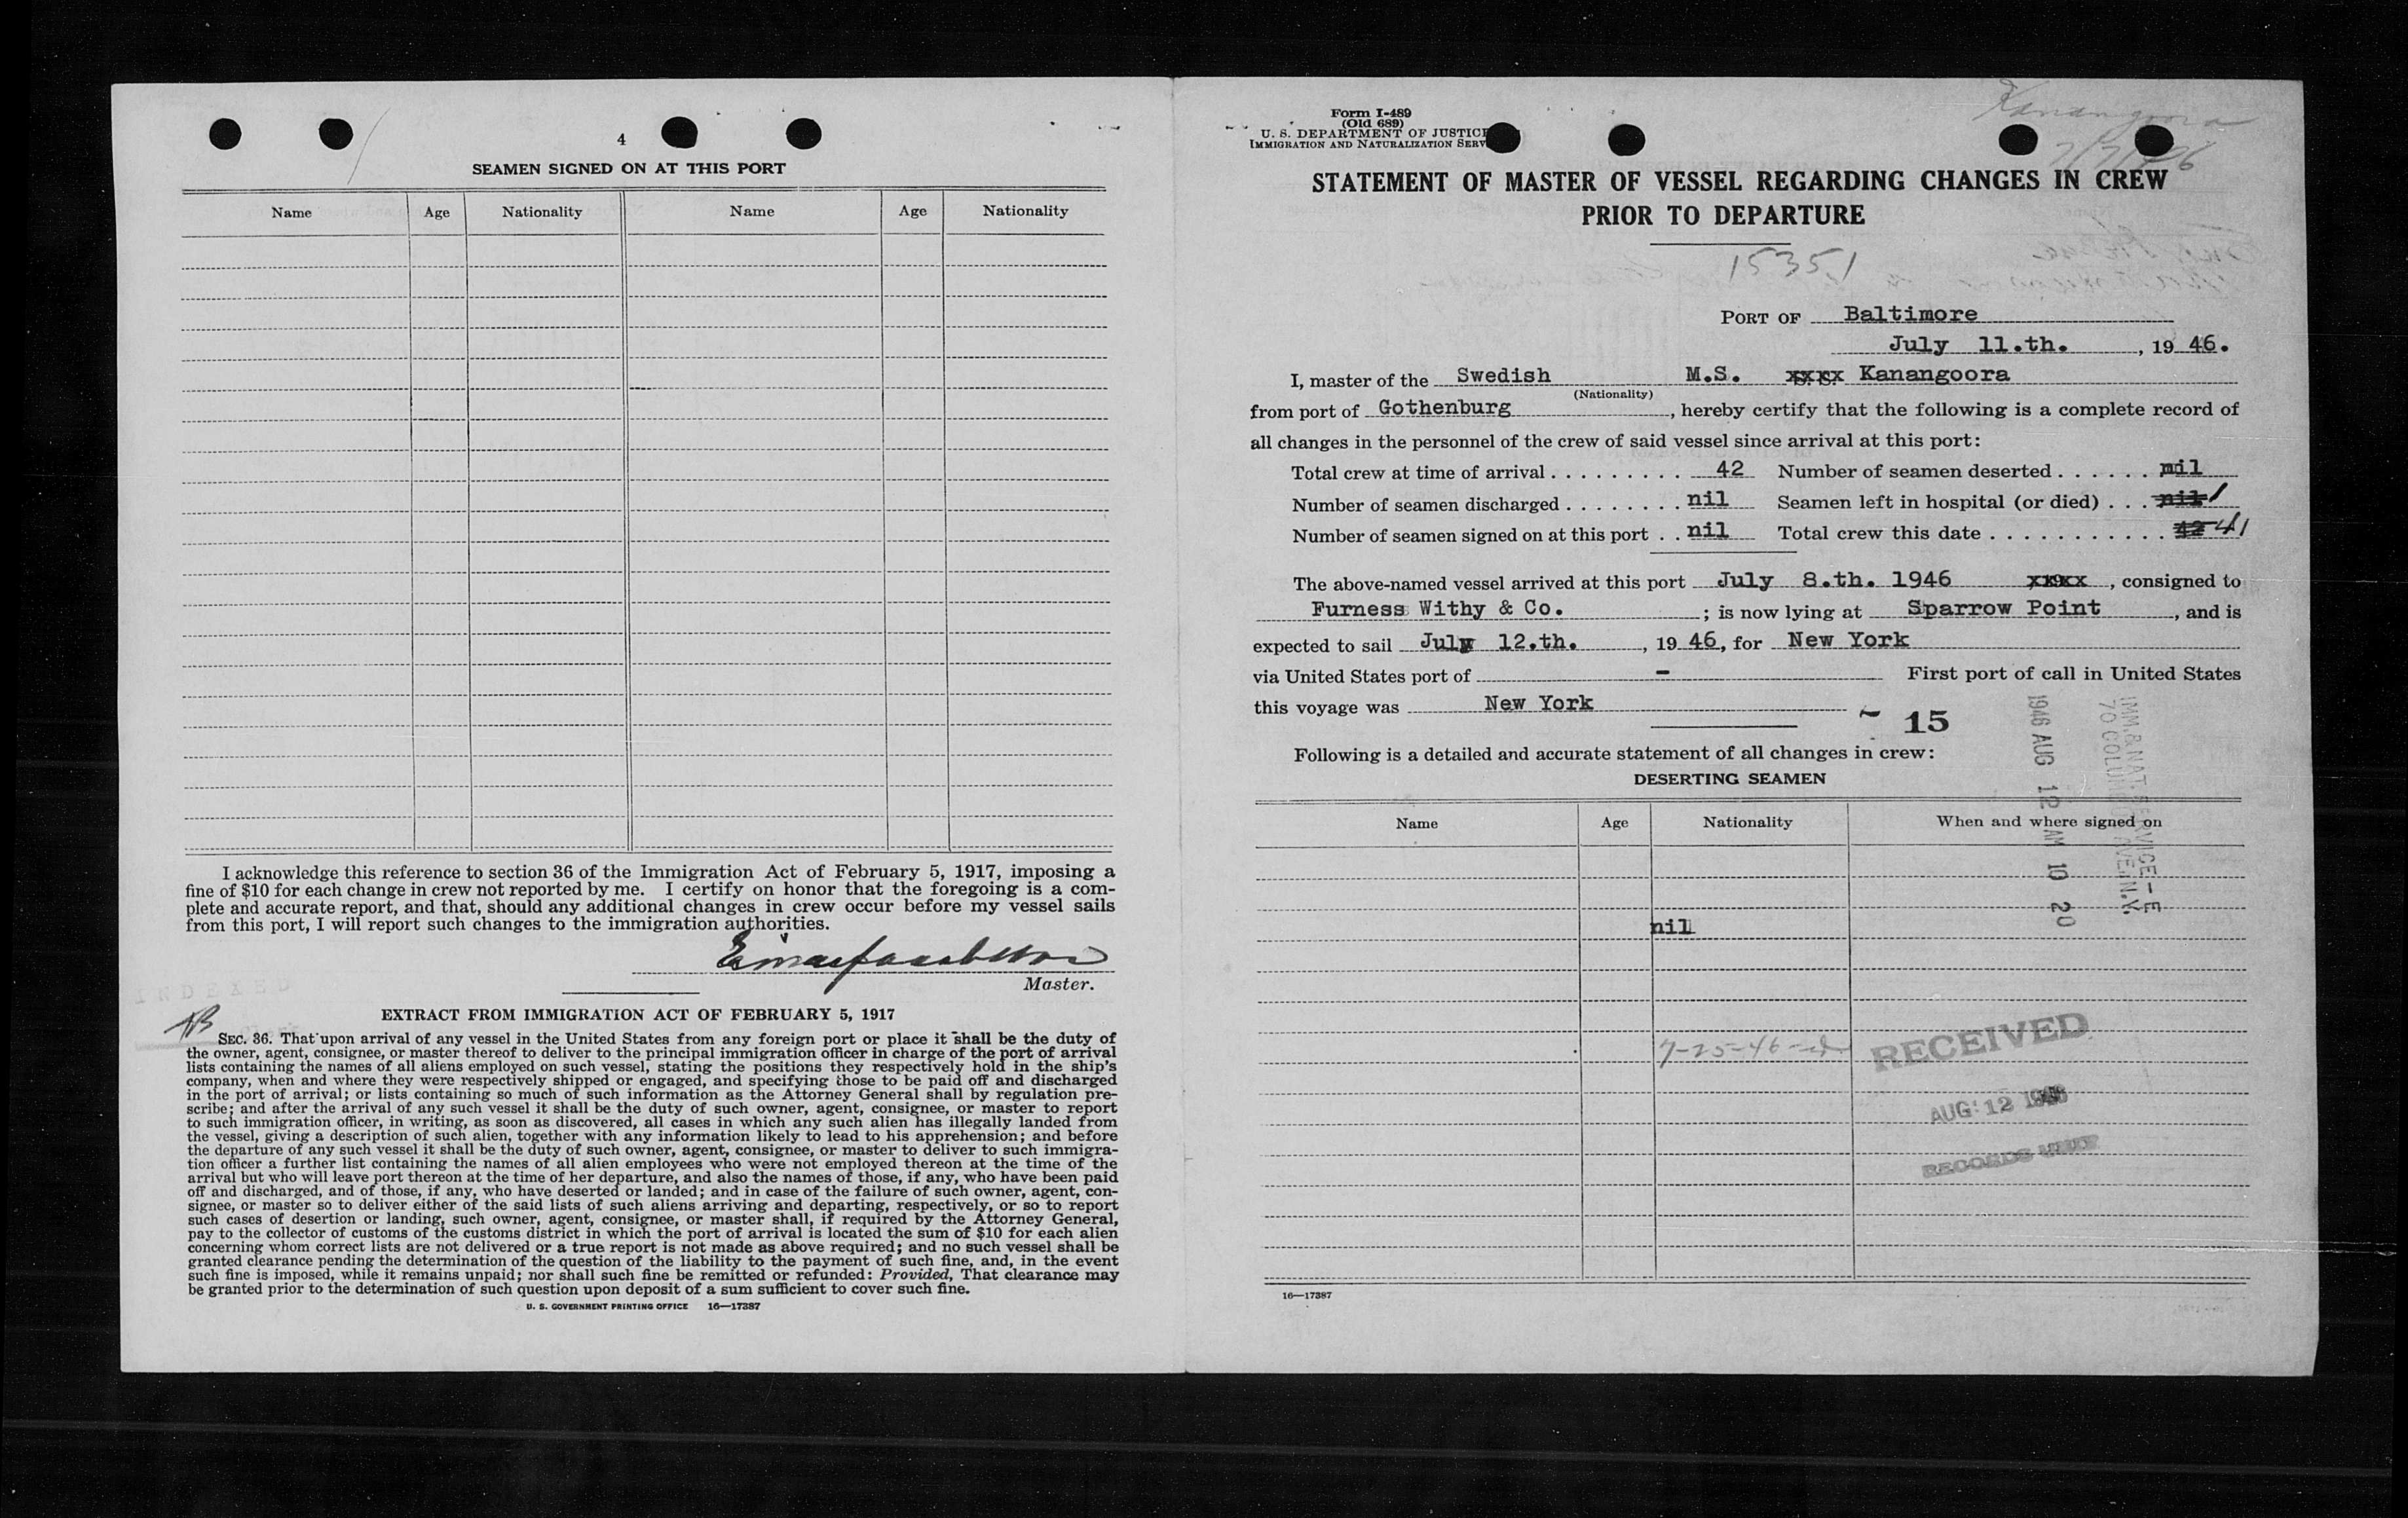 4
SEAMEN SIGNED ON AT THIS PORT
Name Age Nationality Name Age Nationality
I acknowledge this reference to section 36 of the Immigration Act of February 5, 1917, imposing a
fine of $10 for each change in crew not reported by me. I certify on honor that the foregoing is a com-
plete and accurate report, and that, should any additional changes in crew occur before my vessel sails
from this port, I will report such changes to the immigration authorities.
Master.
INDEXED
EXTRACT FROM IMMIGRATION ACT OF FEBRUARY 5, 1917
SEC. 36. That upon arrival of any vessel in the United States from any foreign port or place it shall be the duty of
the owner, agent, consignee, or master thereof to deliver to the principal immigration officer in charge of the port of arrival
lists containing the names of all aliens employed on such vessel, stating the positions they respectively hold in the ship's
company, when and where they were respectively shipped or engaged, and specifying those to be paid off and discharged
in the port of arrival; or lists containing so much of such information as the Attorney General shall by regulation pre-
scribe; and after the arrival of any such vessel it shall be the duty of such owner, agent, consignee, or master to report
to such immigration officer, in writing, as soon as discovered, all cases in which any such alien has illegally landed from
the vessel, giving a description of such alien, together with any information likely to lead to his apprehension; and before
the departure of any such vessel it shall be the duty of such owner, agent, consignee, or master to deliver to such immigra-
tion officer a further list containing the names of all alien employees who were not employed thereon at the time of the
arrival but who will leave port thereon at the time of her departure, and also the names of those, if any, who have been paid
off and discharged, and of those, if any, who have deserted or landed; and in case of the failure of such owner, agent, con-
signee, or master so to deliver either of the said lists of such aliens arriving and departing, respectively, or so to report
such cases of desertion or landing, such owner, agent, consignee, or master shall, if required by the Attorney General,
pay to the collector of customs of the customs district in which the port of arrival is located the sum of $10 for each alien
concerning whom correct lists are not delivered or a true report is not made as above required; and no such vessel shall be
granted clearance pending the determination of the question of the liability to the payment of such fine, and, in the event
such fine is imposed, while it remains unpaid; nor shall such fine be remitted or refunded: Provided, That clearance may
be granted prior to the determination of such question upon deposit of a sum sufficient to cover such fine.
U. S. GOVERNMENT PRINTING OFFICE 16—17387
Form I-489
(Old 689)
U. S. DEPARTMENT OF JUSTICE
IMMIGRATION AND NATURALIZATION SERV
Kanangoora
STATEMENT OF MASTER OF VESSEL REGARDING CHANGES IN CREW
PRIOR TO DEPARTURE
15351
PORT OF Baltimore
July 11.th. , 19 46.
I, master of the Swedish M.S. xxxx Kanangoora
(Nationality)
from port of Gothenburg , hereby certify that the following is a complete record of
all changes in the personnel of the crew of said vessel since arrival at this port:
Total crew at time of arrival . . . . . . . . . . 42 Number of seamen deserted . . . . . . nil
Number of seamen discharged . . . . . . . . nil Seamen left in hospital (or died) . . . nil 1
Number of seamen signed on at this port . . nil Total crew this date . . . . . . . . . . . . 42 41
The above-named vessel arrived at this port July 8.th. 1946 xx19xx , consigned to
Furness Withy & Co. ; is now lying at Sparrow Point , and is
expected to sail July 12.th. , 19 46, for New York
via United States port of - First port of call in United States
this voyage was New York
15
IMM. & NAT. SERVICE - E
70 COLUMBUS AVE. N.Y.
1946 AUG 12 AM 10 20
Following is a detailed and accurate statement of all changes in crew:
DESERTING SEAMEN
Name Age Nationality When and where signed on
nil
7-25-46
RECEIVED
AUG 12 1946
RECORDS UNIT
16—17387